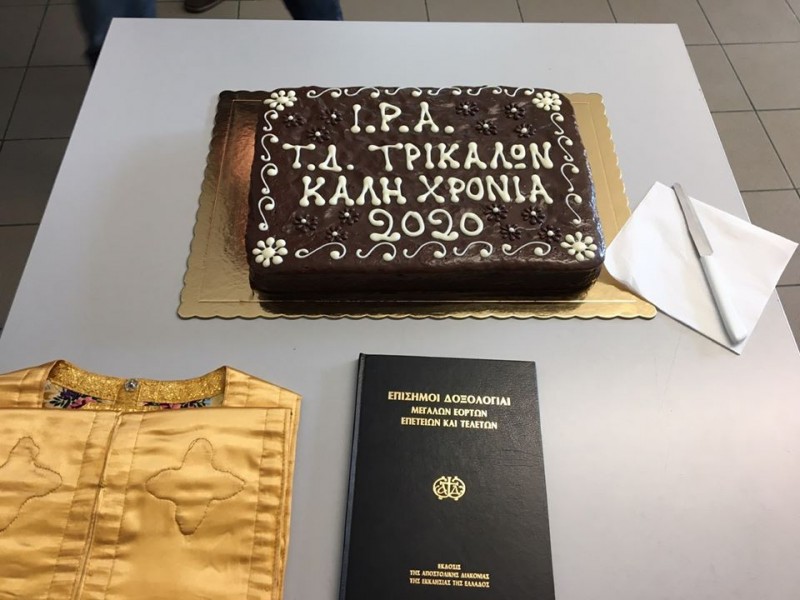 I.P.A.
Τ.Δ. ΤΡΙΚΑΛΩΝ
ΚΑΛΗ ΧΡΟΝΙΑ
2020
ΕΠΙΣΗΜΟΙ ΔΟΞΟΛΟΓΙΑΙ
ΜΕΓΑΛΩΝ ΕΟΡΤΩΝ
ΕΠΕΤΕΙΩΝ ΚΑΙ ΤΕΛΕΤΩΝ
ΕΚΔΟΣΙΣ
ΤΗΣ ΑΠΟΣΤΟΛΙΚΗΣ ΔΙΑΚΟΝΙΑΣ
ΤΗΣ ΕΚΚΛΗΣΙΑΣ ΤΗΣ ΕΛΛΑΔΟΣ